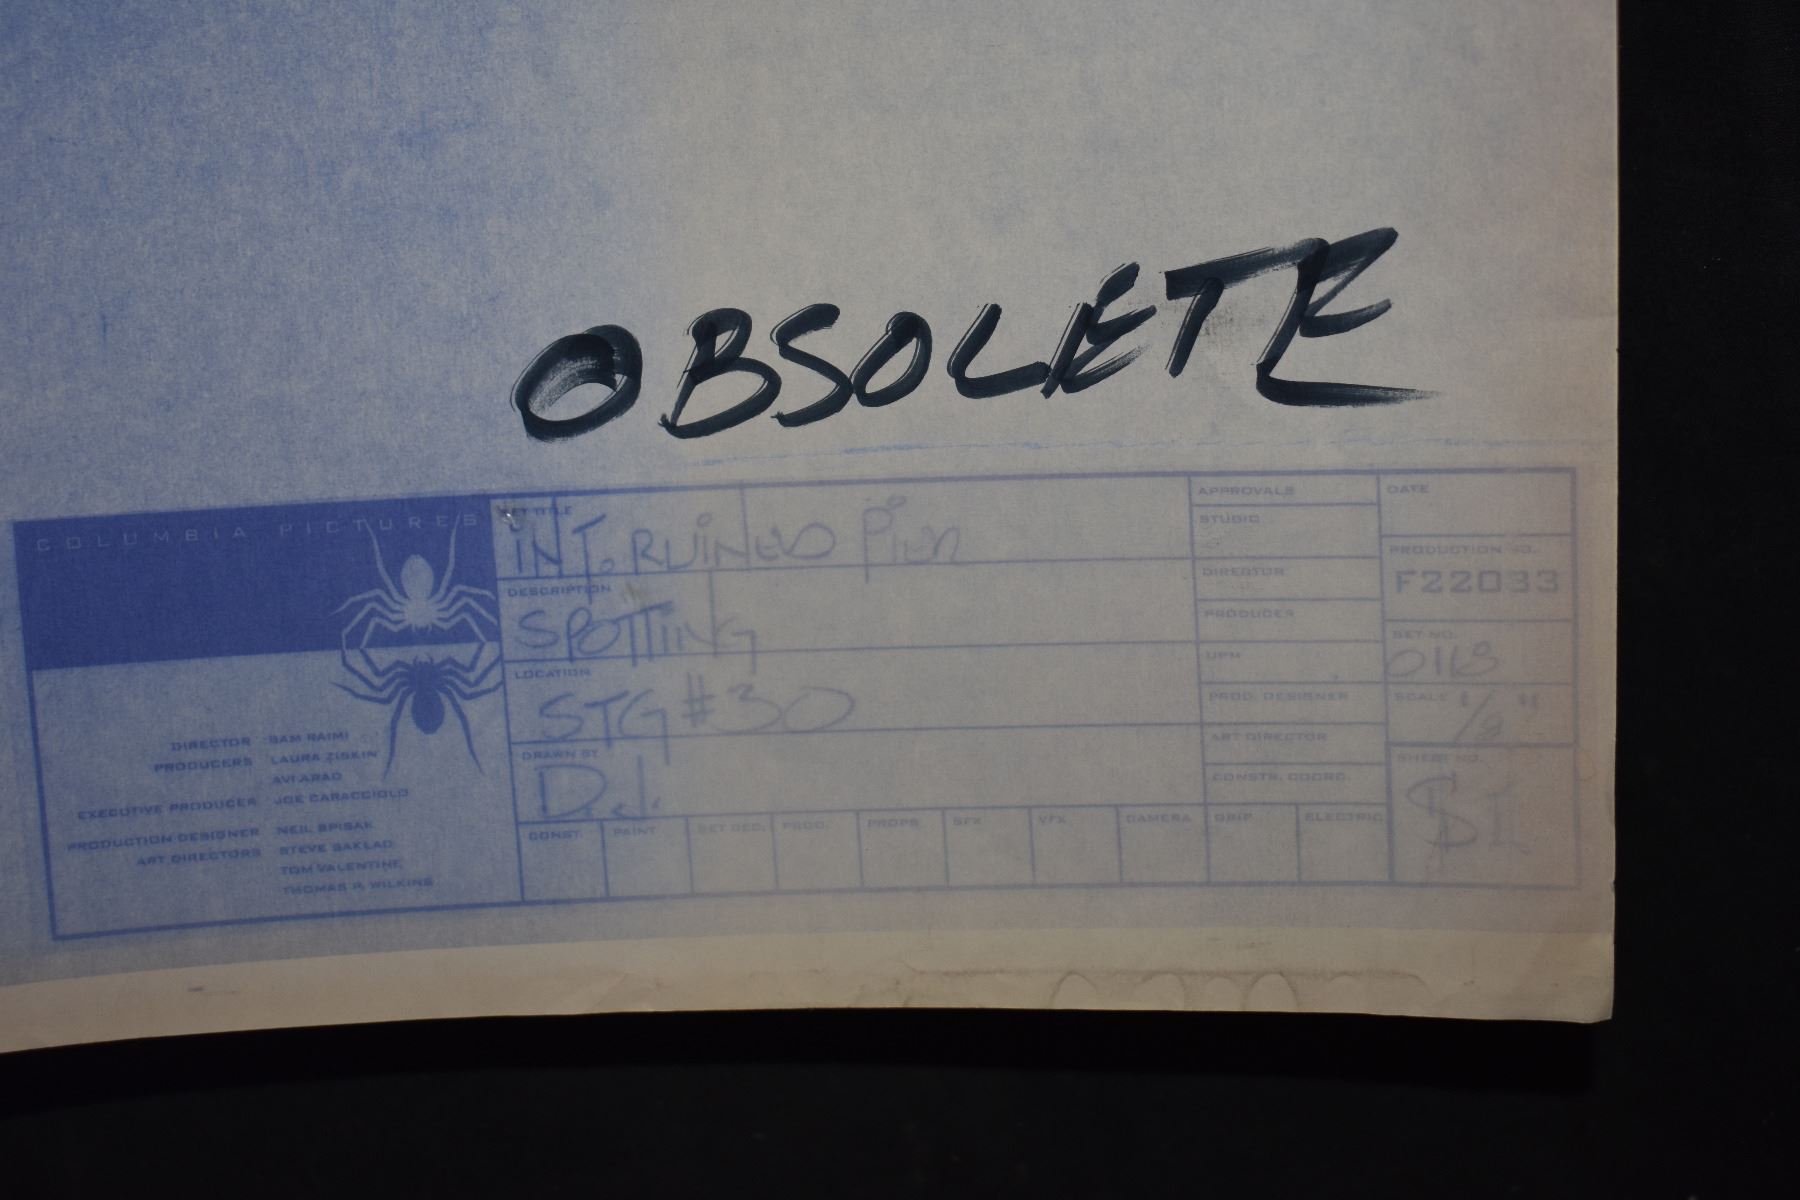 OBSOLETE
COLUMBIA PICTURES
DIRECTOR SAM RAIMI
PRODUCERS LAURA ZISKIN
AVI ARAD
EXECUTIVE PRODUCER JOE CARACCIOLO
PRODUCTION DESIGNER NEIL SPISAK
ART DIRECTORS STEVE SAKLAD
TOM VALENTINE
THOMAS P. WILKINS
SET TITLE
INT. RUINED PIER
DESCRIPTION
SPOTTING
LOCATION
STG #30
DRAWN BY
CONST. PAINT SET DEC. PROD. PROPS SFX VFX CAMERA GRIP ELECTRIC
APPROVALS
STUDIO
DIRECTOR
PRODUCER
UPM
PROD. DESIGNER
ART DIRECTOR
CONSTR. COORD.
DATE
PRODUCTION NO.
F22033
SET NO.
SCALE 1/8"
SHEET NO.